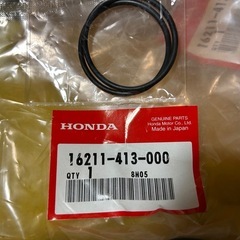 HONDA
GENUINE PARTS
Honda Motor Co., Ltd.
Made in Japan
16211-413-000
QTY 1 8H05